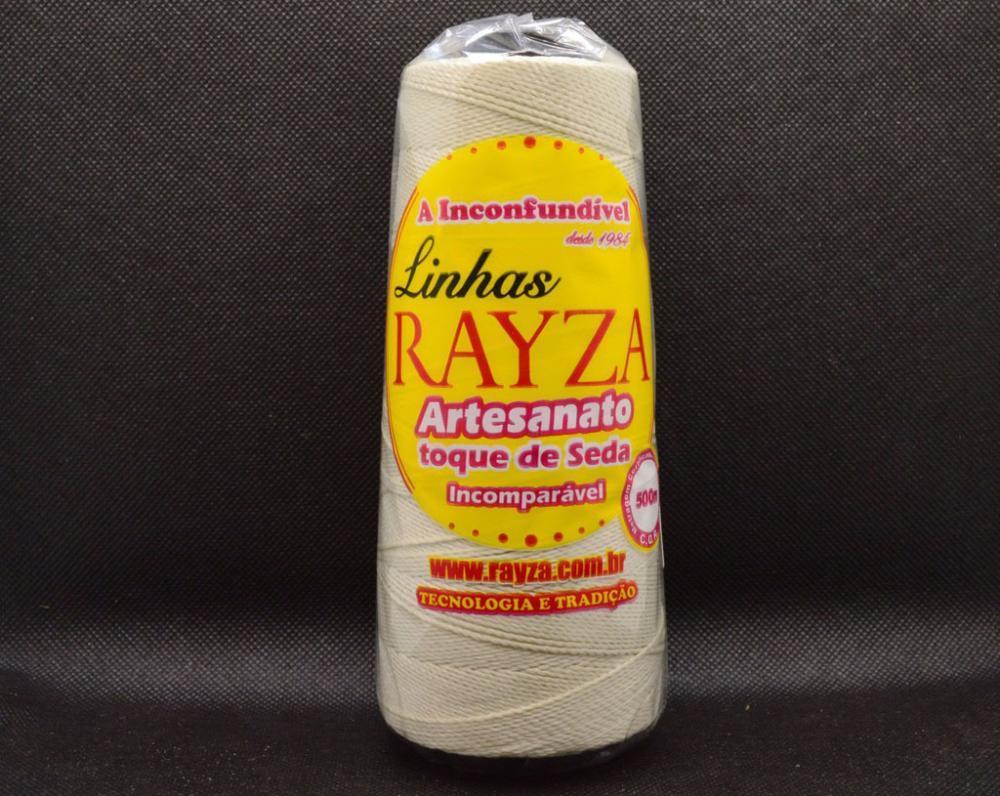 A Inconfundível
desde 1984
Linhas
RAYZA
Artesanato
toque de Seda
Incomparável
500m
www.rayza.com.br
TECNOLOGIA E TRADIÇÃO